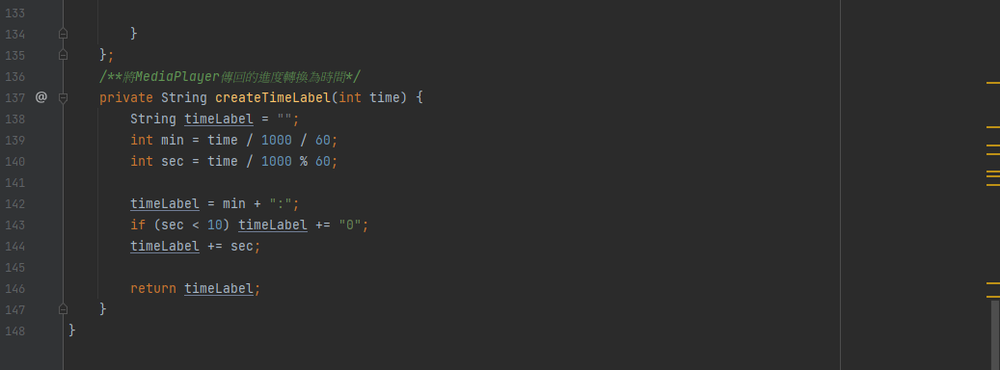 133
134 }
135 };
136 /**將MediaPlayer傳回的進度轉換為時間*/
137 @ private String createTimeLabel(int time) {
138 String timeLabel = "";
139 int min = time / 1000 / 60;
140 int sec = time / 1000 % 60;
141
142 timeLabel = min + ":";
143 if (sec < 10) timeLabel += "0";
144 timeLabel += sec;
145
146 return timeLabel;
147 }
148 }